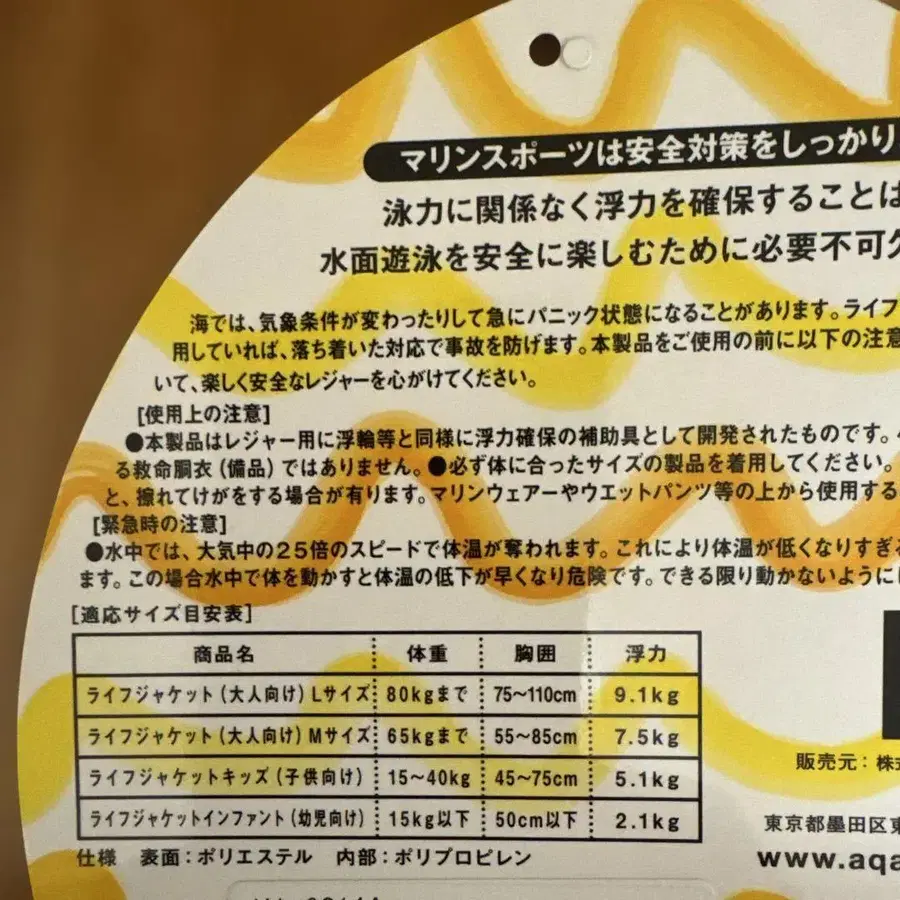 マリンスポーツは安全対策をしっかり
泳力に関係なく浮力を確保することは
水面遊泳を安全に楽しむために必要不可欠
海では、気象条件が変わったりして急にパニック状態になることがあります。ライフ
用していれば、落ち着いた対応で事故を防げます。本製品をご使用の前に以下の注意
いて、楽しく安全なレジャーを心がけてください。
[使用上の注意]
●本製品はレジャー用に浮輪等と同様に浮力確保の補助具として開発されたものです。
る救命胴衣（備品）ではありません。●必ず体に合ったサイズの製品を着用してください。
と、擦れてけがをする場合が有ります。マリンウェアーやウエットパンツ等の上から使用する
[緊急時の注意]
●水中では、大気中の25倍のスピードで体温が奪われます。これにより体温が低くなりすぎる
ます。この場合水中で体を動かすと体温の低下が早くなり危険です。できる限り動かないように
[適応サイズ目安表]
商品名 体重 胸囲 浮力
ライフジャケット（大人向け）Lサイズ 80kgまで 75～110cm 9.1kg
ライフジャケット（大人向け）Mサイズ 65kgまで 55～85cm 7.5kg
ライフジャケットキッズ（子供向け） 15～40kg 45～75cm 5.1kg
ライフジャケットインファント（幼児向け） 15kg以下 50cm以下 2.1kg
仕様 表面：ポリエステル 内部：ポリプロピレン
販売元：株式
東京都墨田区東
www.aqa